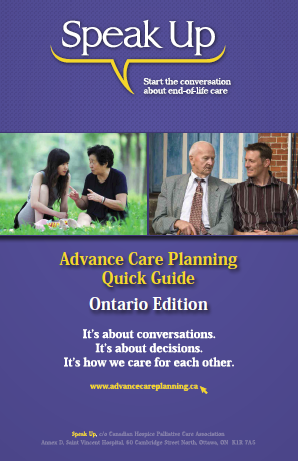 Speak Up
Start the conversation
about end-of-life care
Advance Care Planning
Quick Guide
Ontario Edition
It's about conversations.
It's about decisions.
It's how we care for each other.
www.advancecareplanning.ca
Speak Up, c/o Canadian Hospice Palliative Care Association
Annex D, Saint Vincent Hospital, 60 Cambridge Street North, Ottawa, ON K1R 7A5